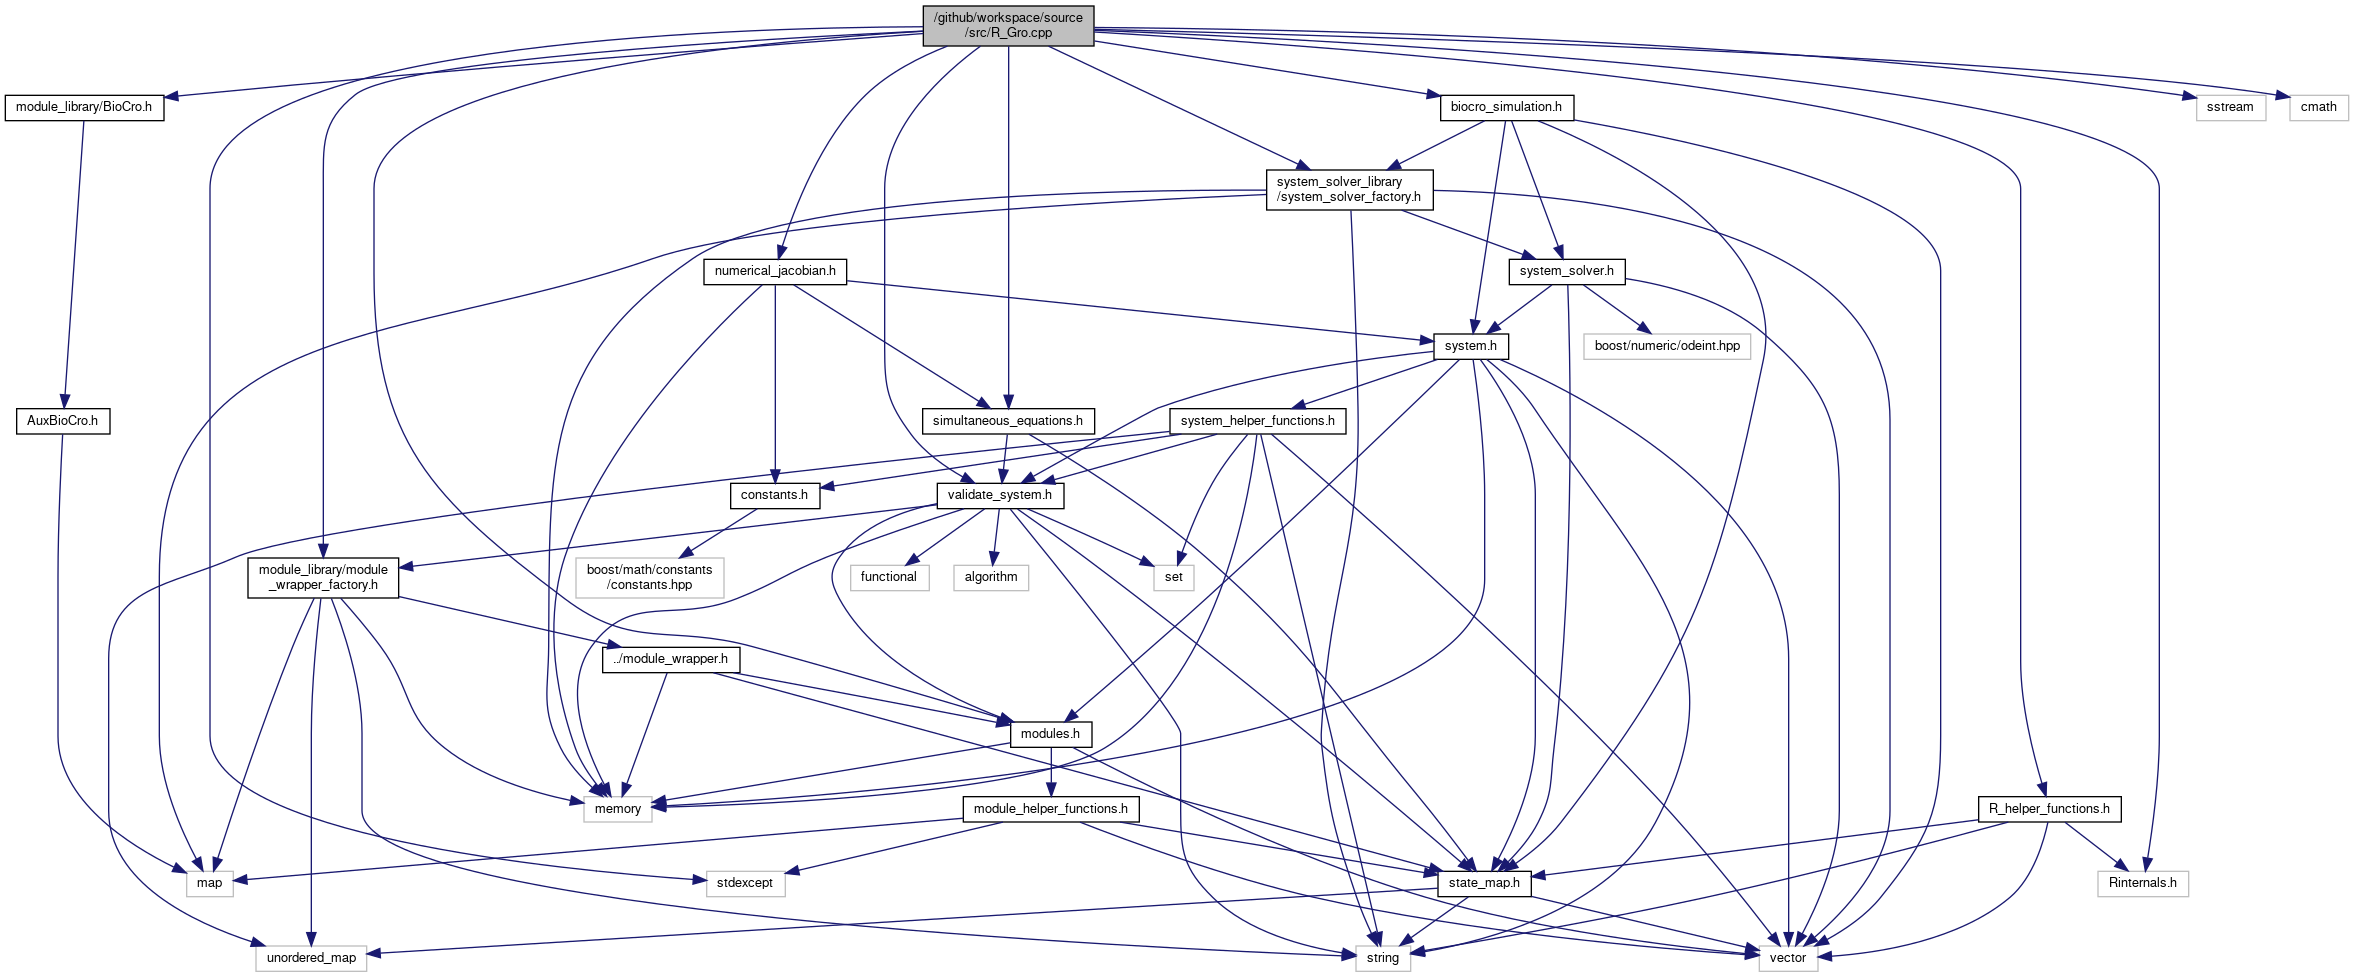 /github/workspace/source
/src/R_Gro.cpp
module_library/BioCro.h
biocro_simulation.h
sstream
cmath
system_solver_library
/system_solver_factory.h
numerical_jacobian.h
system_solver.h
system.h
boost/numeric/odeint.hpp
AuxBioCro.h
simultaneous_equations.h
system_helper_functions.h
constants.h
validate_system.h
module_library/module
_wrapper_factory.h
boost/math/constants
/constants.hpp
functional
algorithm
set
../module_wrapper.h
modules.h
memory
module_helper_functions.h
R_helper_functions.h
map
stdexcept
state_map.h
Rinternals.h
unordered_map
string
vector